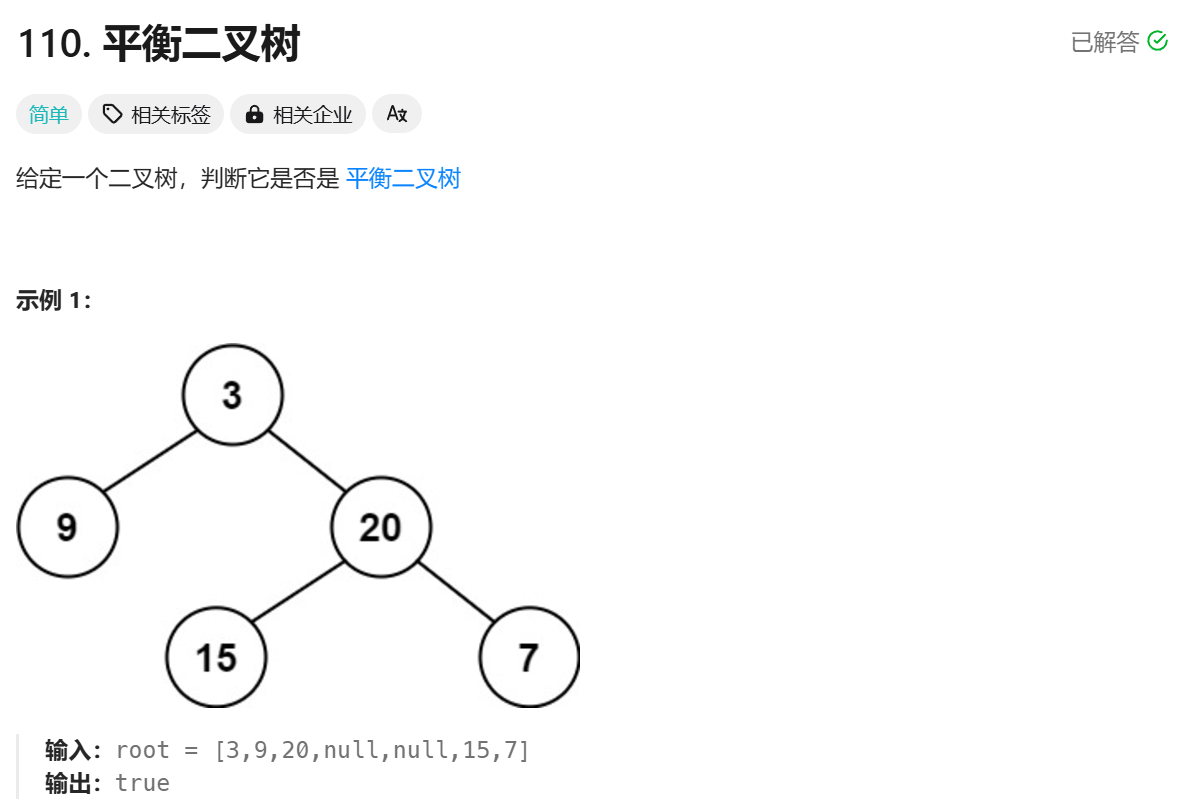 110. 平衡二叉树
已解答
简单 相关标签 相关企业 A文
给定一个二叉树，判断它是否是 平衡二叉树
示例 1：
3
9 20
15 7
输入：root = [3,9,20,null,null,15,7]
输出：true